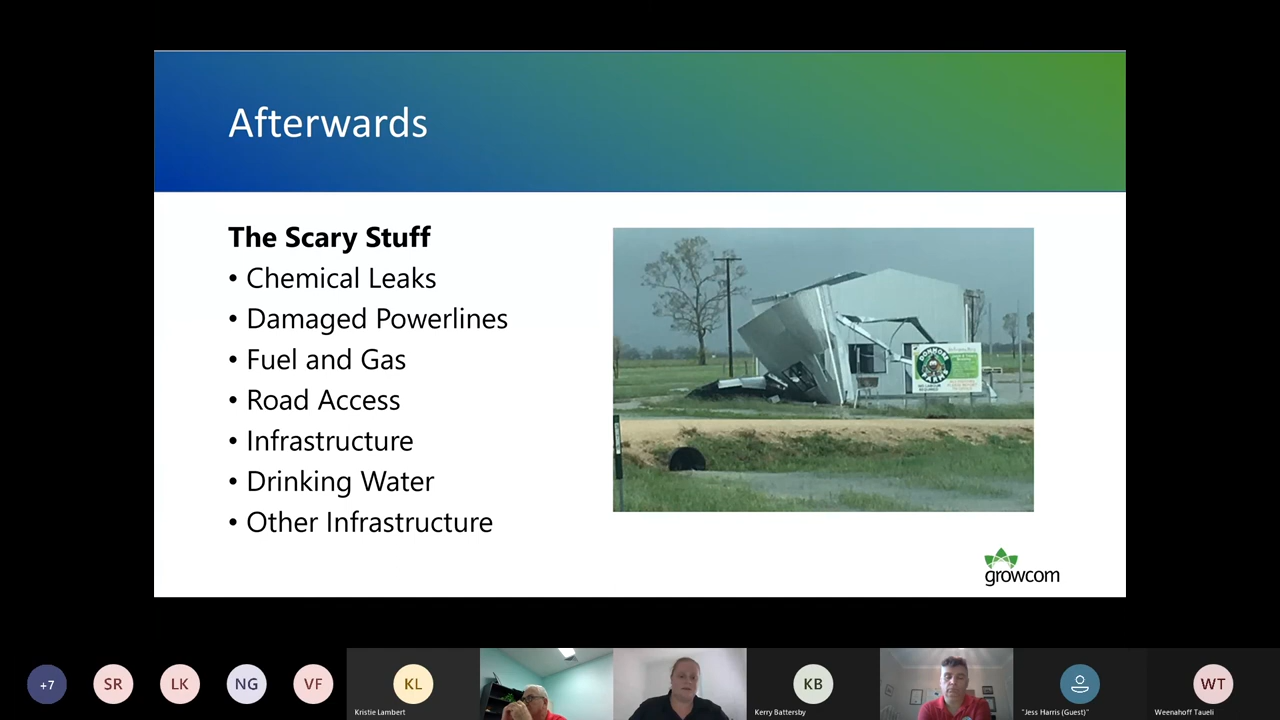 Afterwards
The Scary Stuff
• Chemical Leaks
• Damaged Powerlines
• Fuel and Gas
• Road Access
• Infrastructure
• Drinking Water
• Other Infrastructure
growcom
+7
SR
LK
NG
VF
KL
Kristie Lambert
KB
Kerry Battersby
"Jess Harris (Guest)"
WT
Weenahoff Taueli